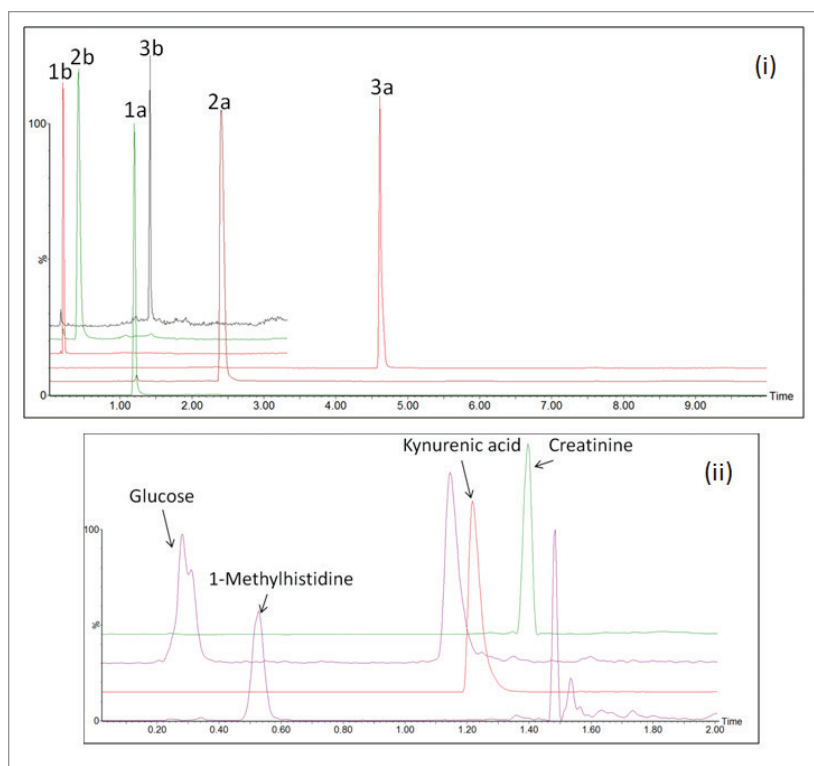 (i)
3b
2b
1b
1a
2a
3a
100
%
0
1.00 2.00 3.00 4.00 5.00 6.00 7.00 8.00 9.00 Time
(ii)
Kynurenic acid Creatinine
Glucose
1-Methylhistidine
100
%
0
0.20 0.40 0.60 0.80 1.00 1.20 1.40 1.60 1.80 2.00 Time